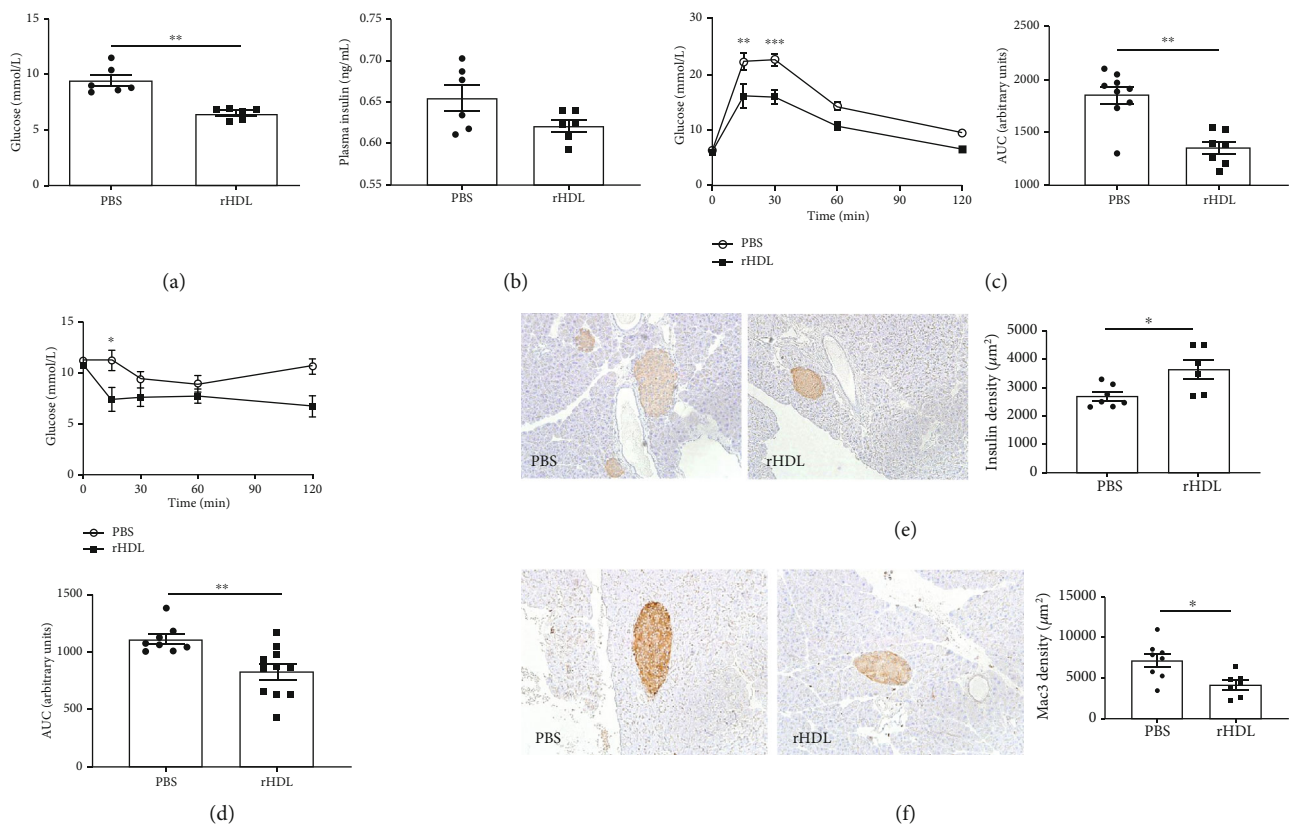 Glucose (mmol/L)
15
10
5
0
**
PBS
rHDL
(a)
Plasma insulin (ng/mL)
0.75
0.70
0.65
0.60
0.55
PBS
rHDL
(b)
Glucose (mmol/L)
30
20
10
0
**
***
0
30
60
90
120
Time (min)
PBS
rHDL
AUC (arbitrary units)
2500
2000
1500
1000
**
PBS
rHDL
(c)
Glucose (mmol/L)
15
10
5
0
*
0
30
60
90
120
Time (min)
PBS
rHDL
AUC (arbitrary units)
1500
1000
500
0
**
PBS
rHDL
(d)
PBS
rHDL
Insulin density (μm²)
5000
4000
3000
2000
1000
0
*
PBS
rHDL
(e)
PBS
rHDL
Mac3 density (μm²)
15000
10000
5000
0
*
PBS
rHDL
(f)